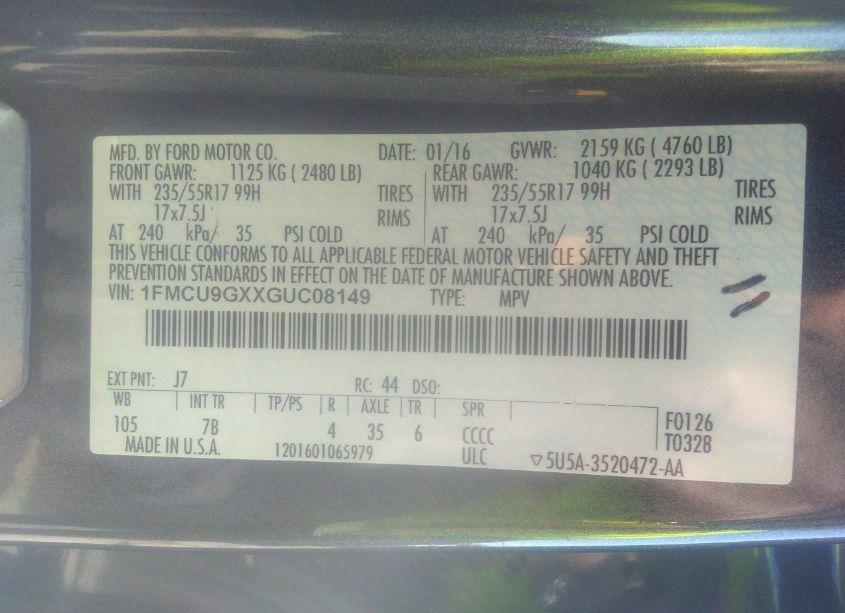 MFD. BY FORD MOTOR CO. DATE: 01/16 GVWR: 2159 KG ( 4760 LB)
FRONT GAWR: 1125 KG ( 2480 LB) REAR GAWR: 1040 KG ( 2293 LB)
WITH 235/55R17 99H TIRES WITH 235/55R17 99H TIRES
17x7.5J RIMS 17x7.5J RIMS
AT 240 kPa/ 35 PSI COLD AT 240 kPa/ 35 PSI COLD
THIS VEHICLE CONFORMS TO ALL APPLICABLE FEDERAL MOTOR VEHICLE SAFETY AND THEFT
PREVENTION STANDARDS IN EFFECT ON THE DATE OF MANUFACTURE SHOWN ABOVE.
VIN: 1FMCU9GXXGUC08149 TYPE: MPV
EXT PNT: J7 RC: 44 DSO:
WB INT TR TP/PS R AXLE TR SPR
105 7B 4 35 6 CCCC F0126
MADE IN U.S.A. 1201601065979 ULC T0328
▽5U5A-3520472-AA